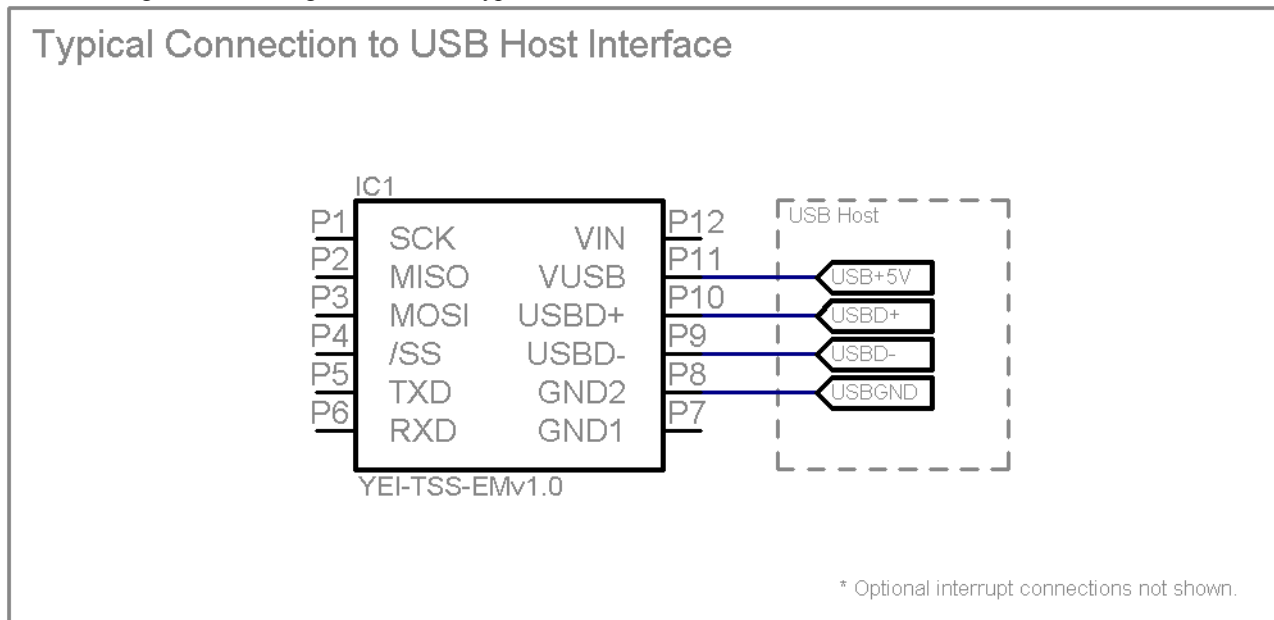 Typical Connection to USB Host Interface
IC1
P1 SCK VIN P12 USB Host
P2 MISO VUSB P11 USB+5V
P3 MOSI USBD+ P10 USBD+
P4 /SS USBD- P9 USBD-
P5 TXD GND2 P8 USBGND
P6 RXD GND1 P7
YEI-TSS-EMv1.0
* Optional interrupt connections not shown.